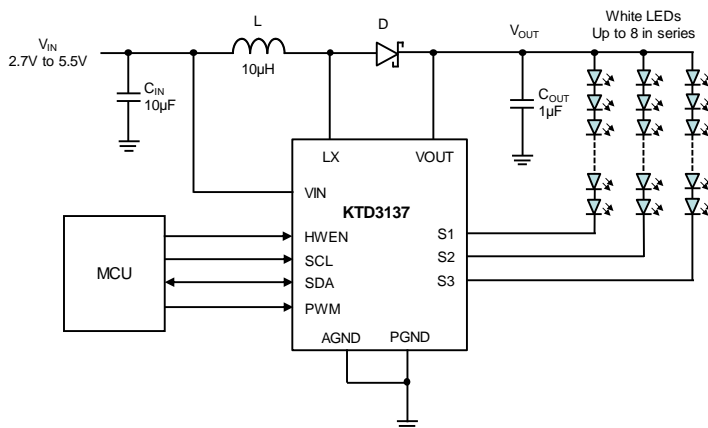 L
D
White LEDs
Up to 8 in series
VIN
2.7V to 5.5V
VOUT
10µH
CIN
10µF
COUT
1µF
LX
VOUT
VIN
KTD3137
MCU
HWEN
SCL
SDA
PWM
S1
S2
S3
AGND
PGND